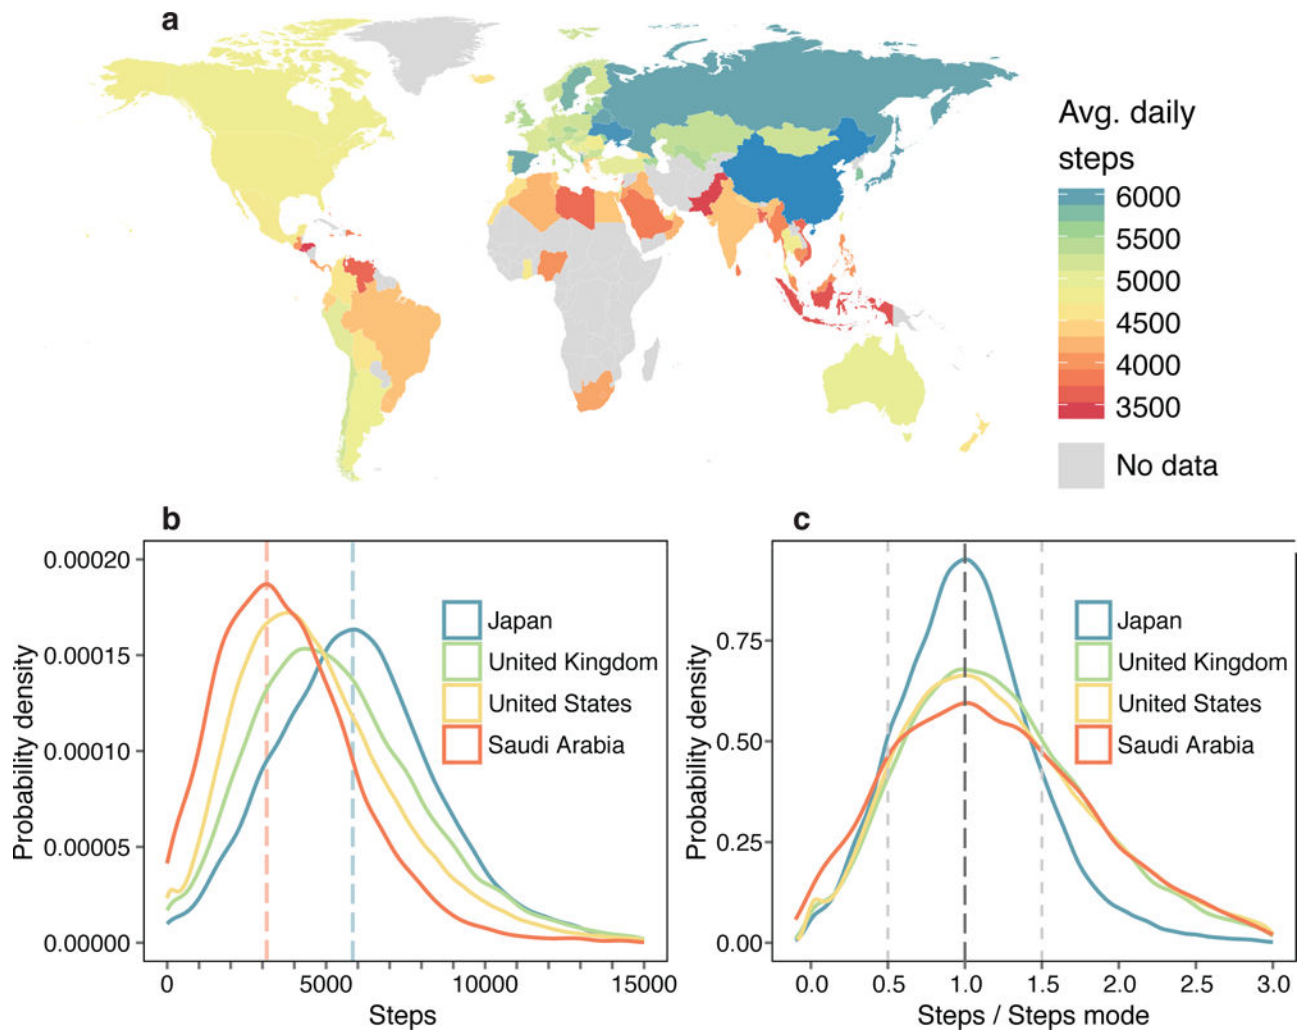 a
Avg. daily
steps
6000
5500
5000
4500
4000
3500
No data
b
0.00020
0.00015
0.00010
0.00005
0.00000
Probability density
Japan
United Kingdom
United States
Saudi Arabia
0
5000
10000
15000
Steps
c
0.75
0.50
0.25
0.00
Probability density
Japan
United Kingdom
United States
Saudi Arabia
0.0
0.5
1.0
1.5
2.0
2.5
3.0
Steps / Steps mode